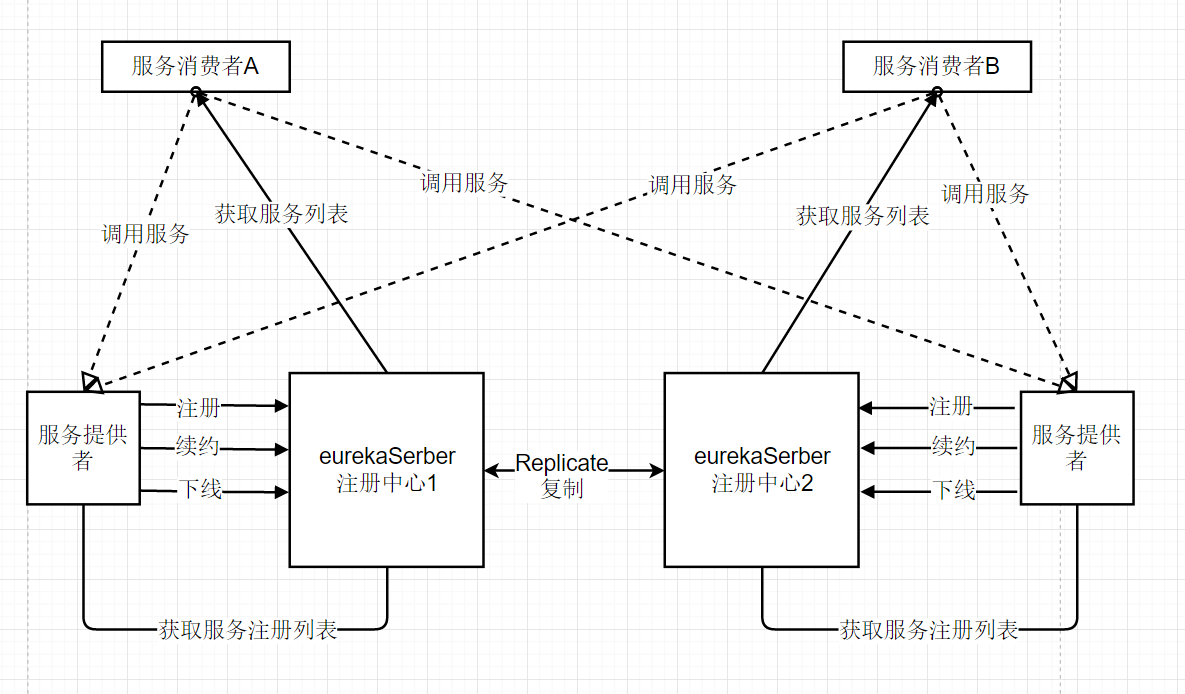 服务消费者A
服务消费者B
调用服务
调用服务
调用服务
获取服务列表
获取服务列表
调用服务
服务提供
者
注册
续约
下线
eurekaSerber
注册中心1
Replicate
复制
eurekaSerber
注册中心2
注册
续约
下线
服务提供
者
获取服务注册列表
获取服务注册列表